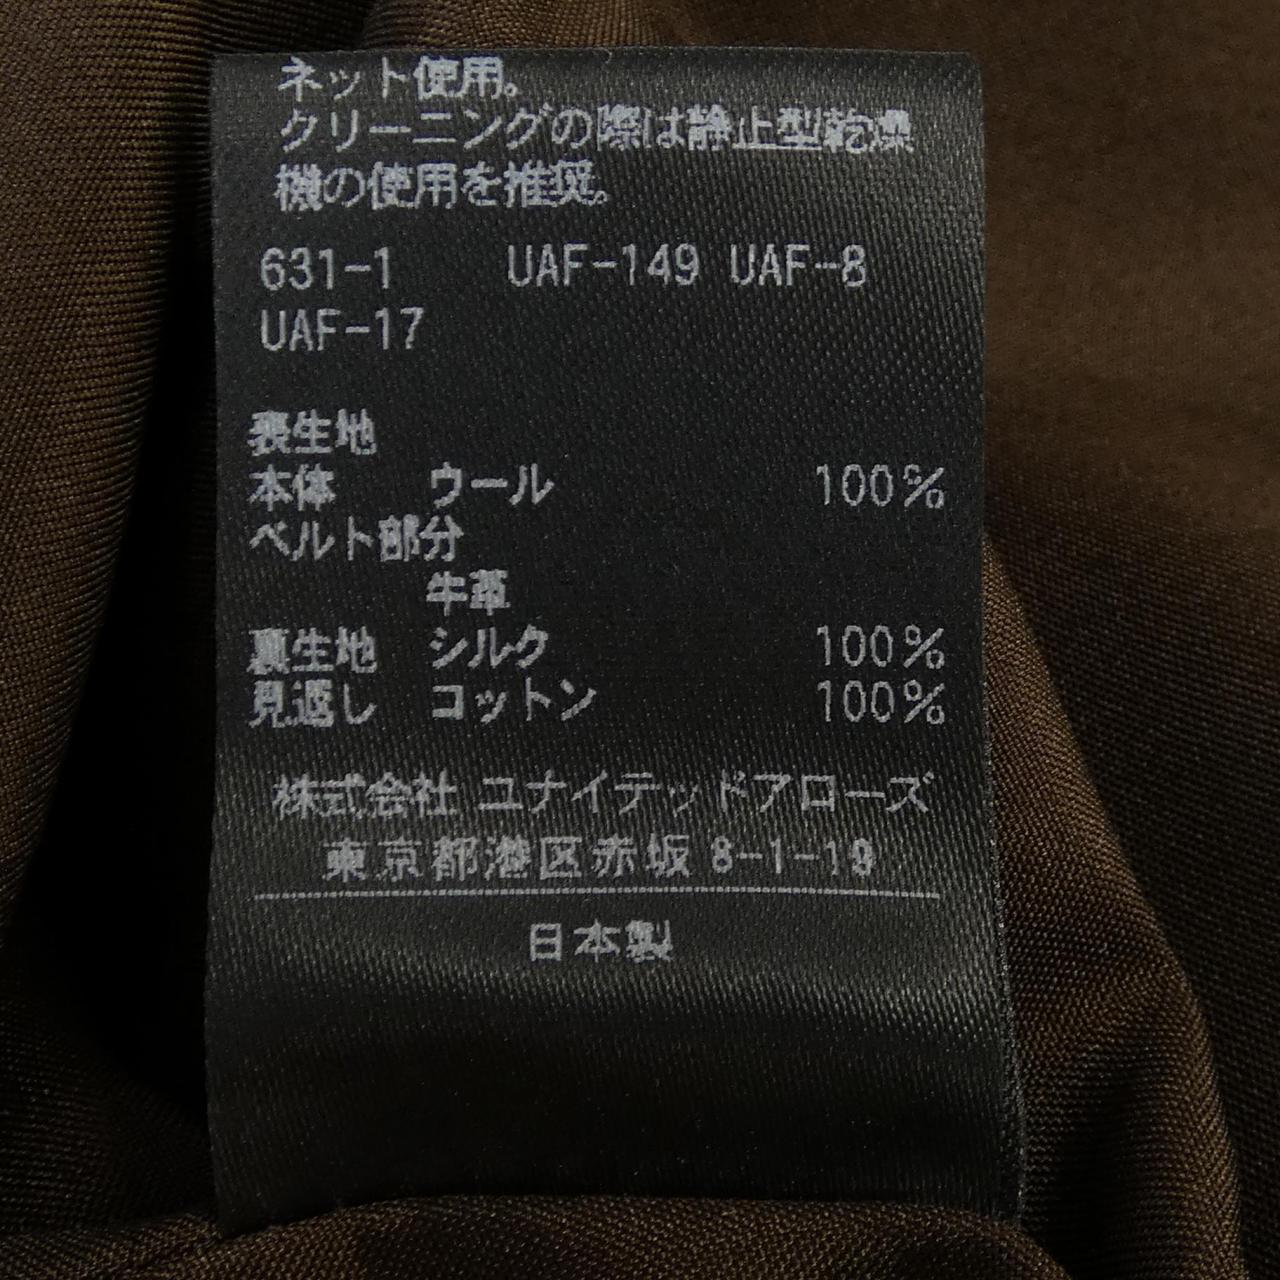 ネット使用。
クリーニングの際は静止型乾燥
機の使用を推奨。
631-1 UAF-149 UAF-8
UAF-17
表生地
本体 ウール 100%
ベルト部分
牛革
裏生地 シルク 100%
見返し コットン 100%
株式会社 ユナイテッドアローズ
東京都港区赤坂 8-1-19
日本製